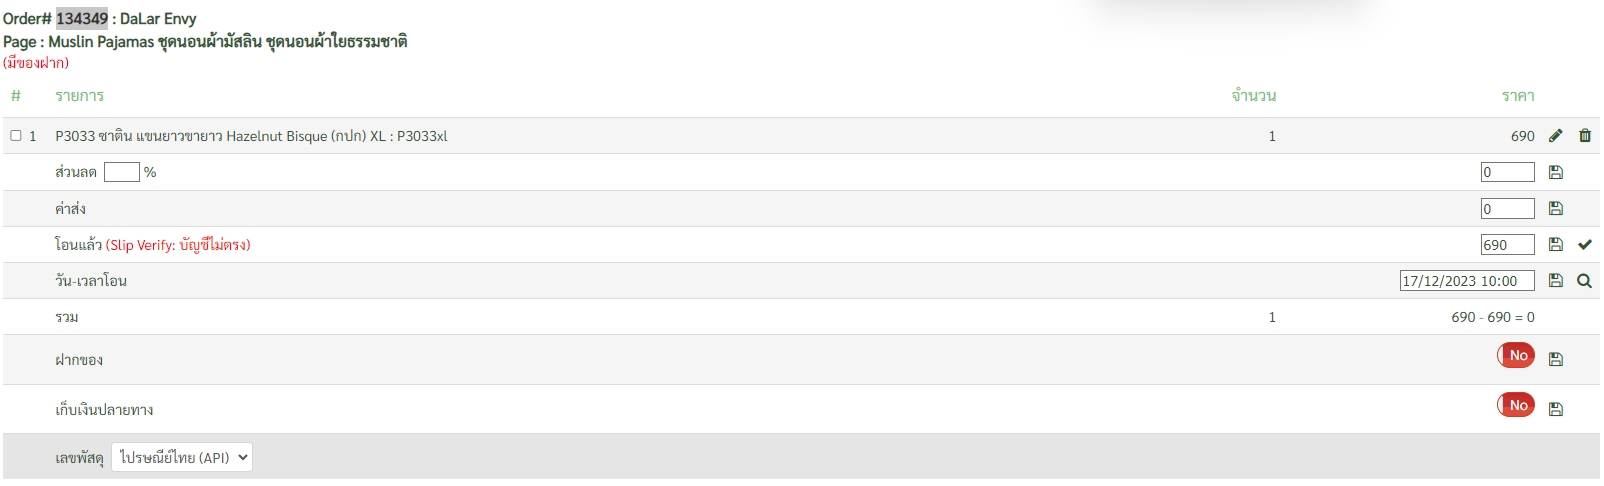 Order# 134349 : DaLar Envy
Page : Muslin Pajamas ชุดนอนผ้ามัสลิน ชุดนอนผ้าใยธรรมชาติ
(มีของฝาก)
# รายการ จำนวน ราคา
1 P3033 ซาติน แขนยาวขายาว Hazelnut Bisque (กปก) XL : P3033xl 1 690
ส่วนลด % 0
ค่าส่ง 0
โอนแล้ว (Slip Verify: บัญชีไม่ตรง) 690
วัน-เวลาโอน 17/12/2023 10:00
รวม 1 690 - 690 = 0
ฝากของ No
เก็บเงินปลายทาง No
เลขพัสดุ ไปรษณีย์ไทย (API)